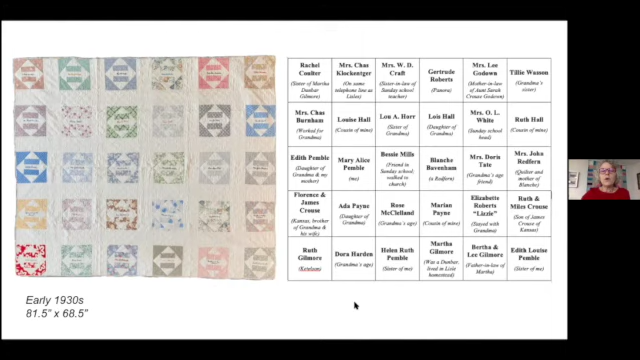 Rachel
Coniter
(Sister of Martha
Dunkar
Gilmore)
Mrs. Chas
Klockentger
(On same
telephone line as
Lisles)
Mrs. W. D.
Craft
(Sister-in-law of
Sunday school
teacher)
Gertrude
Roberts
(Panora)
Mrs. Lee
Godown
(Mother-in-law
of Aunt Sarah
Crouse Godown)
Tillie Wamon
(Grandma's
sister)
Mrs. Chas
Burnham
(Worked for
Grandma)
Louise Hall
(Cousin of mine)
Lou A. Horr
(Sister of
Grandma)
Lois Hall
(Daughter of
Grandma)
Mrs. O. L.
White
(Sunday school
head)
Ruth Hall
(Cousin of mine)
Edith Pemble
(Daughter of
Grandma & my
mother)
Mary Alice
Pemble
(me)
Bessie Mills
(Friend in
Sunday school,
walked to
church)
Blanche
Bavenham
(a Redfern)
Mrs. Dorin
Tate
(Grandma's age
friend)
Mrs. John
Redfern
(Quilter and
mother of
Blanche)
Florence &
James
Crouse
(Kansas, brother
of Grandma &
his wife)
Ada Payne
(Daughter of
Grandma)
Rose
McClelland
(Grandma's age)
Marian
Payne
(Cousin of mine)
Elizabette
Roberts
"Lizzie"
(Stayed with
Grandma)
Ruth &
Miles Crouse
(Son of James
Crouse of
Kansas)
Ruth
Gilmore
(Ketelaam)
Dora Harden
(Grandma's age)
Helen Ruth
Pemble
(Sister of me)
Martha
Gilmore
(Was a Dunkar,
lived in Lisle
homestead)
Bertha &
Lee Gilmore
(Father-in-law of
Martha)
Edith Louise
Pemble
(Sister of me)
Early 1930s
81.5” x 68.5”